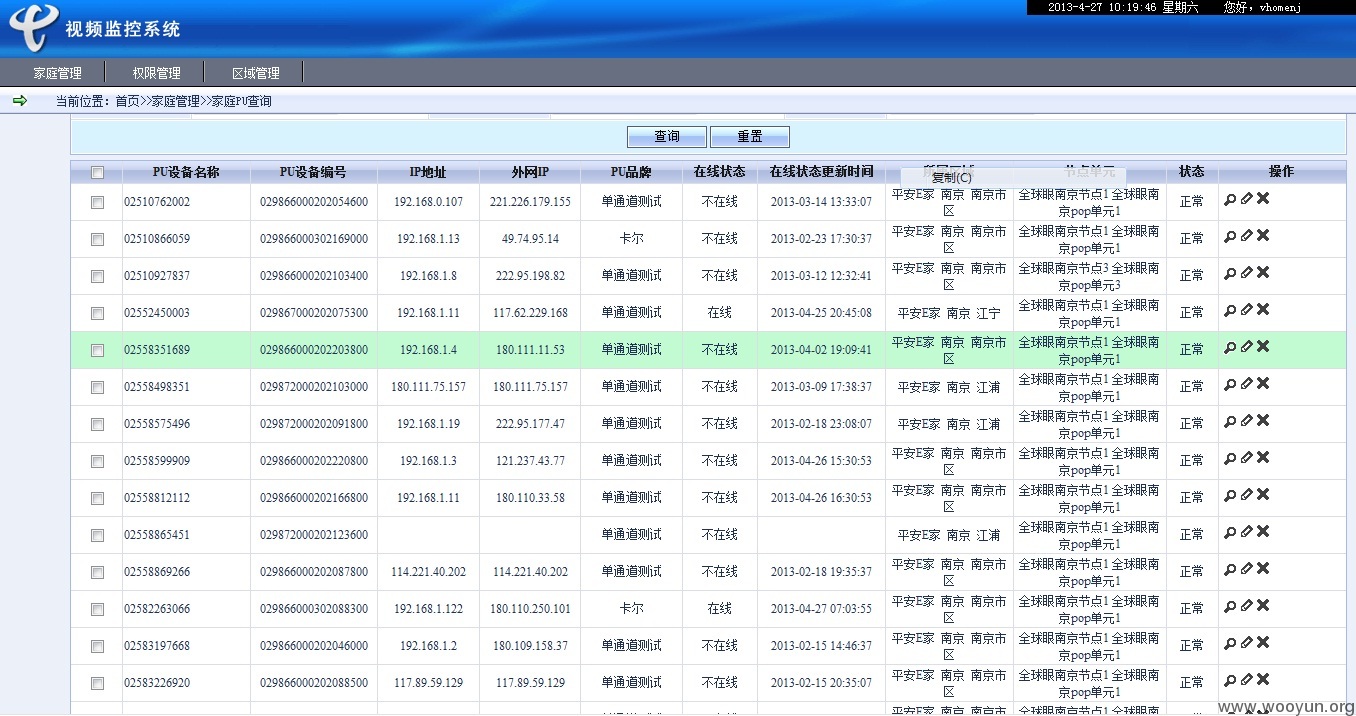 2013-4-27 10:19:46 星期六 您好，vhomenj
视频监控系统
家庭管理 权限管理 区域管理
当前位置：首页>>家庭管理>>家庭PU查询
查询 重置
PU设备名称 PU设备编号 IP地址 外网IP PU品牌 在线状态 在线状态更新时间 所属区域 节点单元 状态 操作
复制(C)
02510762002 029866000202054600 192.168.0.107 221.226.179.155 单通道测试 不在线 2013-03-14 13:33:07 平安E家 南京 南京市区 全球眼南京节点1 全球眼南京pop单元1 正常
02510866059 029866000302169000 192.168.1.13 49.74.95.14 卡尔 不在线 2013-02-23 17:30:37 平安E家 南京 南京市区 全球眼南京节点1 全球眼南京pop单元1 正常
02510927837 029866000202103400 192.168.1.8 222.95.198.82 单通道测试 不在线 2013-03-12 12:32:41 平安E家 南京 南京市区 全球眼南京节点3 全球眼南京pop单元3 正常
02552450003 029867000202075300 192.168.1.11 117.62.229.168 单通道测试 在线 2013-04-25 20:45:08 平安E家 南京 江宁 全球眼南京节点1 全球眼南京pop单元1 正常
02558351689 029866000202203800 192.168.1.4 180.111.11.53 单通道测试 不在线 2013-04-02 19:09:41 平安E家 南京 南京市区 全球眼南京节点1 全球眼南京pop单元1 正常
02558498351 029872000202103000 180.111.75.157 180.111.75.157 单通道测试 不在线 2013-03-09 17:38:37 平安E家 南京 江浦 全球眼南京节点1 全球眼南京pop单元1 正常
02558575496 029872000202091800 192.168.1.19 222.95.177.47 单通道测试 不在线 2013-02-18 23:08:07 平安E家 南京 江浦 全球眼南京节点1 全球眼南京pop单元1 正常
02558599909 029866000202220800 192.168.1.3 121.237.43.77 单通道测试 不在线 2013-04-26 15:30:53 平安E家 南京 南京市区 全球眼南京节点1 全球眼南京pop单元1 正常
02558812112 029866000202166800 192.168.1.11 180.110.33.58 单通道测试 不在线 2013-04-26 16:30:53 平安E家 南京 南京市区 全球眼南京节点1 全球眼南京pop单元1 正常
02558865451 029872000202123600 单通道测试 不在线 平安E家 南京 江浦 全球眼南京节点1 全球眼南京pop单元1 正常
02558869266 029866000202087800 114.221.40.202 114.221.40.202 单通道测试 不在线 2013-02-18 19:35:37 平安E家 南京 南京市区 全球眼南京节点1 全球眼南京pop单元1 正常
02582263066 029866000302088300 192.168.1.122 180.110.250.101 卡尔 在线 2013-04-27 07:03:55 平安E家 南京 南京市区 全球眼南京节点1 全球眼南京pop单元1 正常
02583197668 029866000202046000 192.168.1.2 180.109.158.37 单通道测试 不在线 2013-02-15 14:46:37 平安E家 南京 南京市区 全球眼南京节点1 全球眼南京pop单元1 正常
02583226920 029866000202088500 117.89.59.129 117.89.59.129 单通道测试 不在线 2013-02-15 20:35:07 平安E家 南京 南京市区 全球眼南京节点1 全球眼南京pop单元1 正常
www.wooyun.org